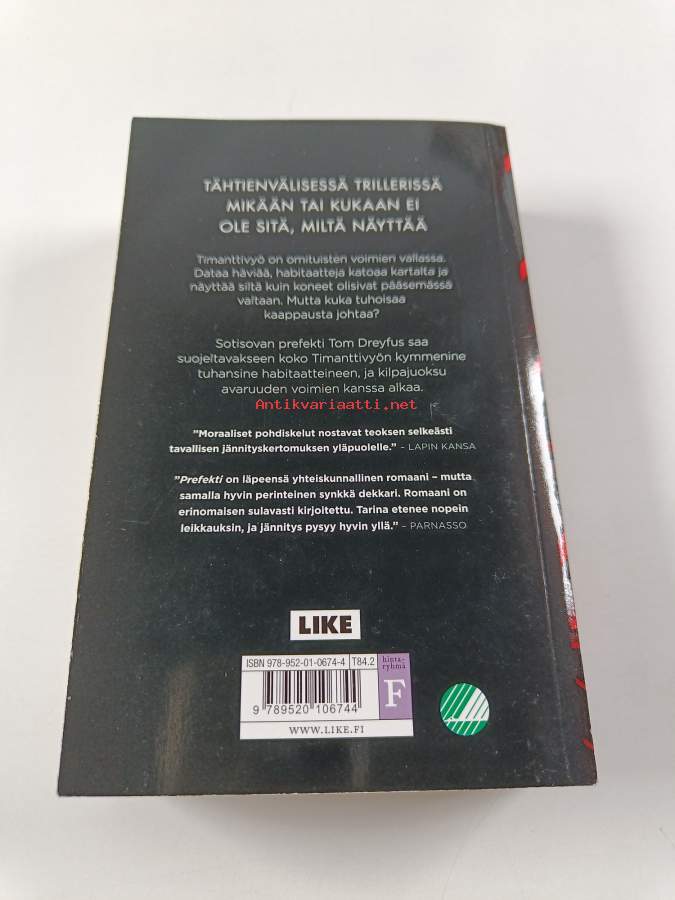 TÄHTIENVÄLISESSÄ TRILLERISSÄ
MIKÄÄN TAI KUKAAN EI
OLE SITÄ, MILTÄ NÄYTTÄÄ
Timanttivyö on omituisten voimien vallassa.
Dataa häviää, habitaatteja katoaa kartalta ja
näyttää siltä kuin koneet olisivat pääsemässä
valtaan. Mutta kuka tuhoisaa
kaappausta johtaa?
Sotisovan prefekti Tom Dreyfus saa
suojeltavakseen koko Timanttivyön kymmenine
tuhansine habitaatteineen, ja kilpajuoksu
avaruuden voimien kanssa alkaa.
Antikvariaatti.net
”Moraaliset pohdiskelut nostavat teoksen selkeästi
tavallisen jännityskertomuksen yläpuolelle.” – LAPIN KANSA
”Prefekti on läpeensä yhteiskunnallinen romaani – mutta
samalla hyvin perinteinen synkkä dekkari. Romaani on
erinomaisen sulavasti kirjoitettu. Tarina etenee nopein
leikkauksin, ja jännitys pysyy hyvin yllä.” – PARNASSO
LIKE
ISBN 978-952-01-0674-4 T84.2
hinta-
ryhmä
F
9 789520 106744
WWW.LIKE.FI